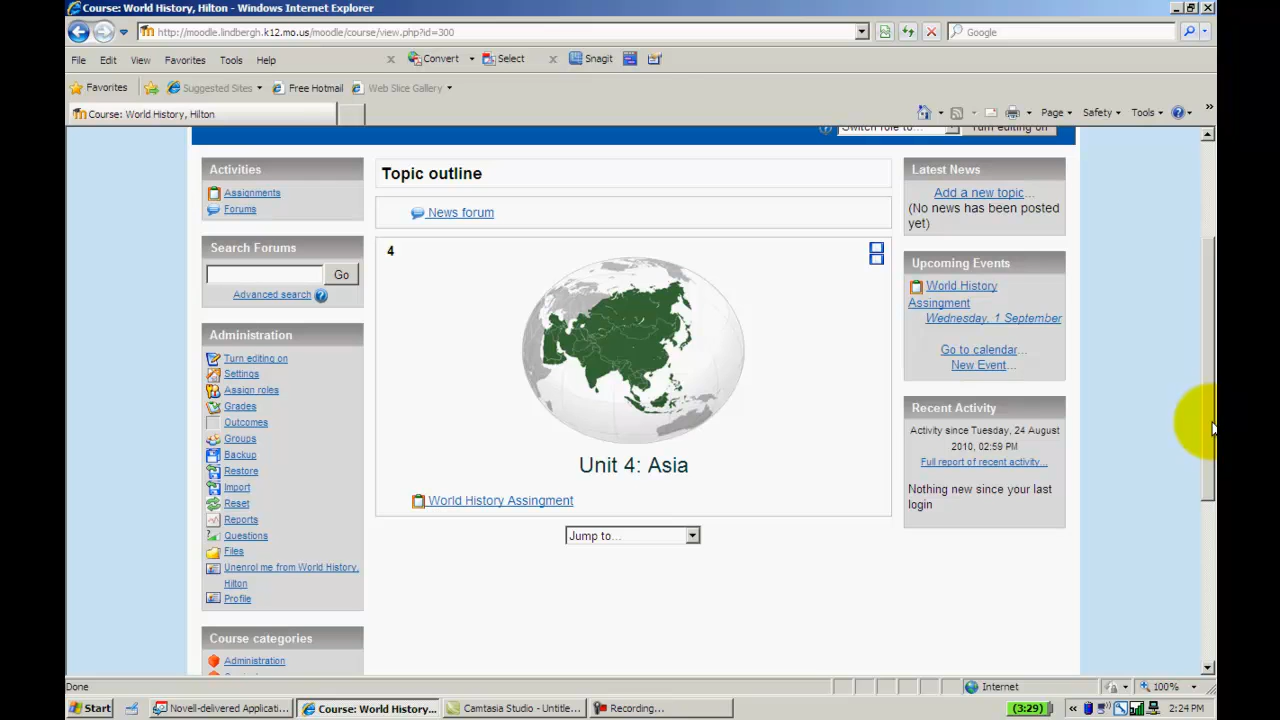 Course: World History, Hilton - Windows Internet Explorer
http://moodle.lindbergh.k12.mo.us/moodle/course/view.php?id=300
Google
File Edit View Favorites Tools Help
x Convert Select
x Snagit
Favorites Suggested Sites Free Hotmail Web Slice Gallery
Course: World History, Hilton
Page Safety Tools »
Switch role to...
Turn editing on
Activities
Assignments
Forums
Search Forums
Go
Advanced search
Administration
Turn editing on
Settings
Assign roles
Grades
Outcomes
Groups
Backup
Restore
Import
Reset
Reports
Questions
Files
Unenrol me from World History,
Hilton
Profile
Course categories
Administration
Topic outline
News forum
4
Unit 4: Asia
World History Assingment
Jump to...
Latest News
Add a new topic...
(No news has been posted
yet)
Upcoming Events
World History
Assingment
Wednesday, 1 September
Go to calendar...
New Event...
Recent Activity
Activity since Tuesday, 24 August
2010, 02:59 PM
Full report of recent activity...
Nothing new since your last
login
Done
Internet
100%
Start
Novell-delivered Applicati...
Course: World History...
Camtasia Studio - Untitle...
Recording...
(3:29)
«
2:24 PM